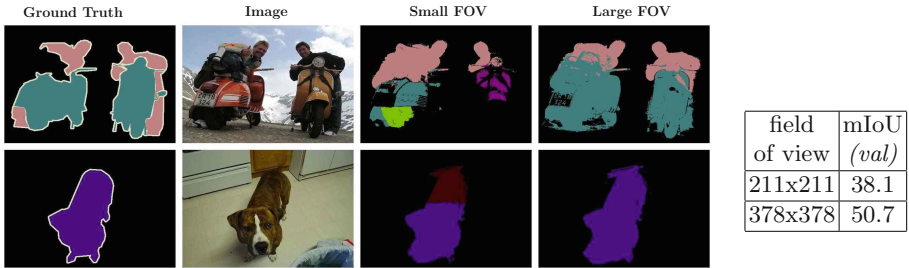 Ground Truth Image Small FOV Large FOV
field mIoU
of view (val)
211x211 38.1
378x378 50.7